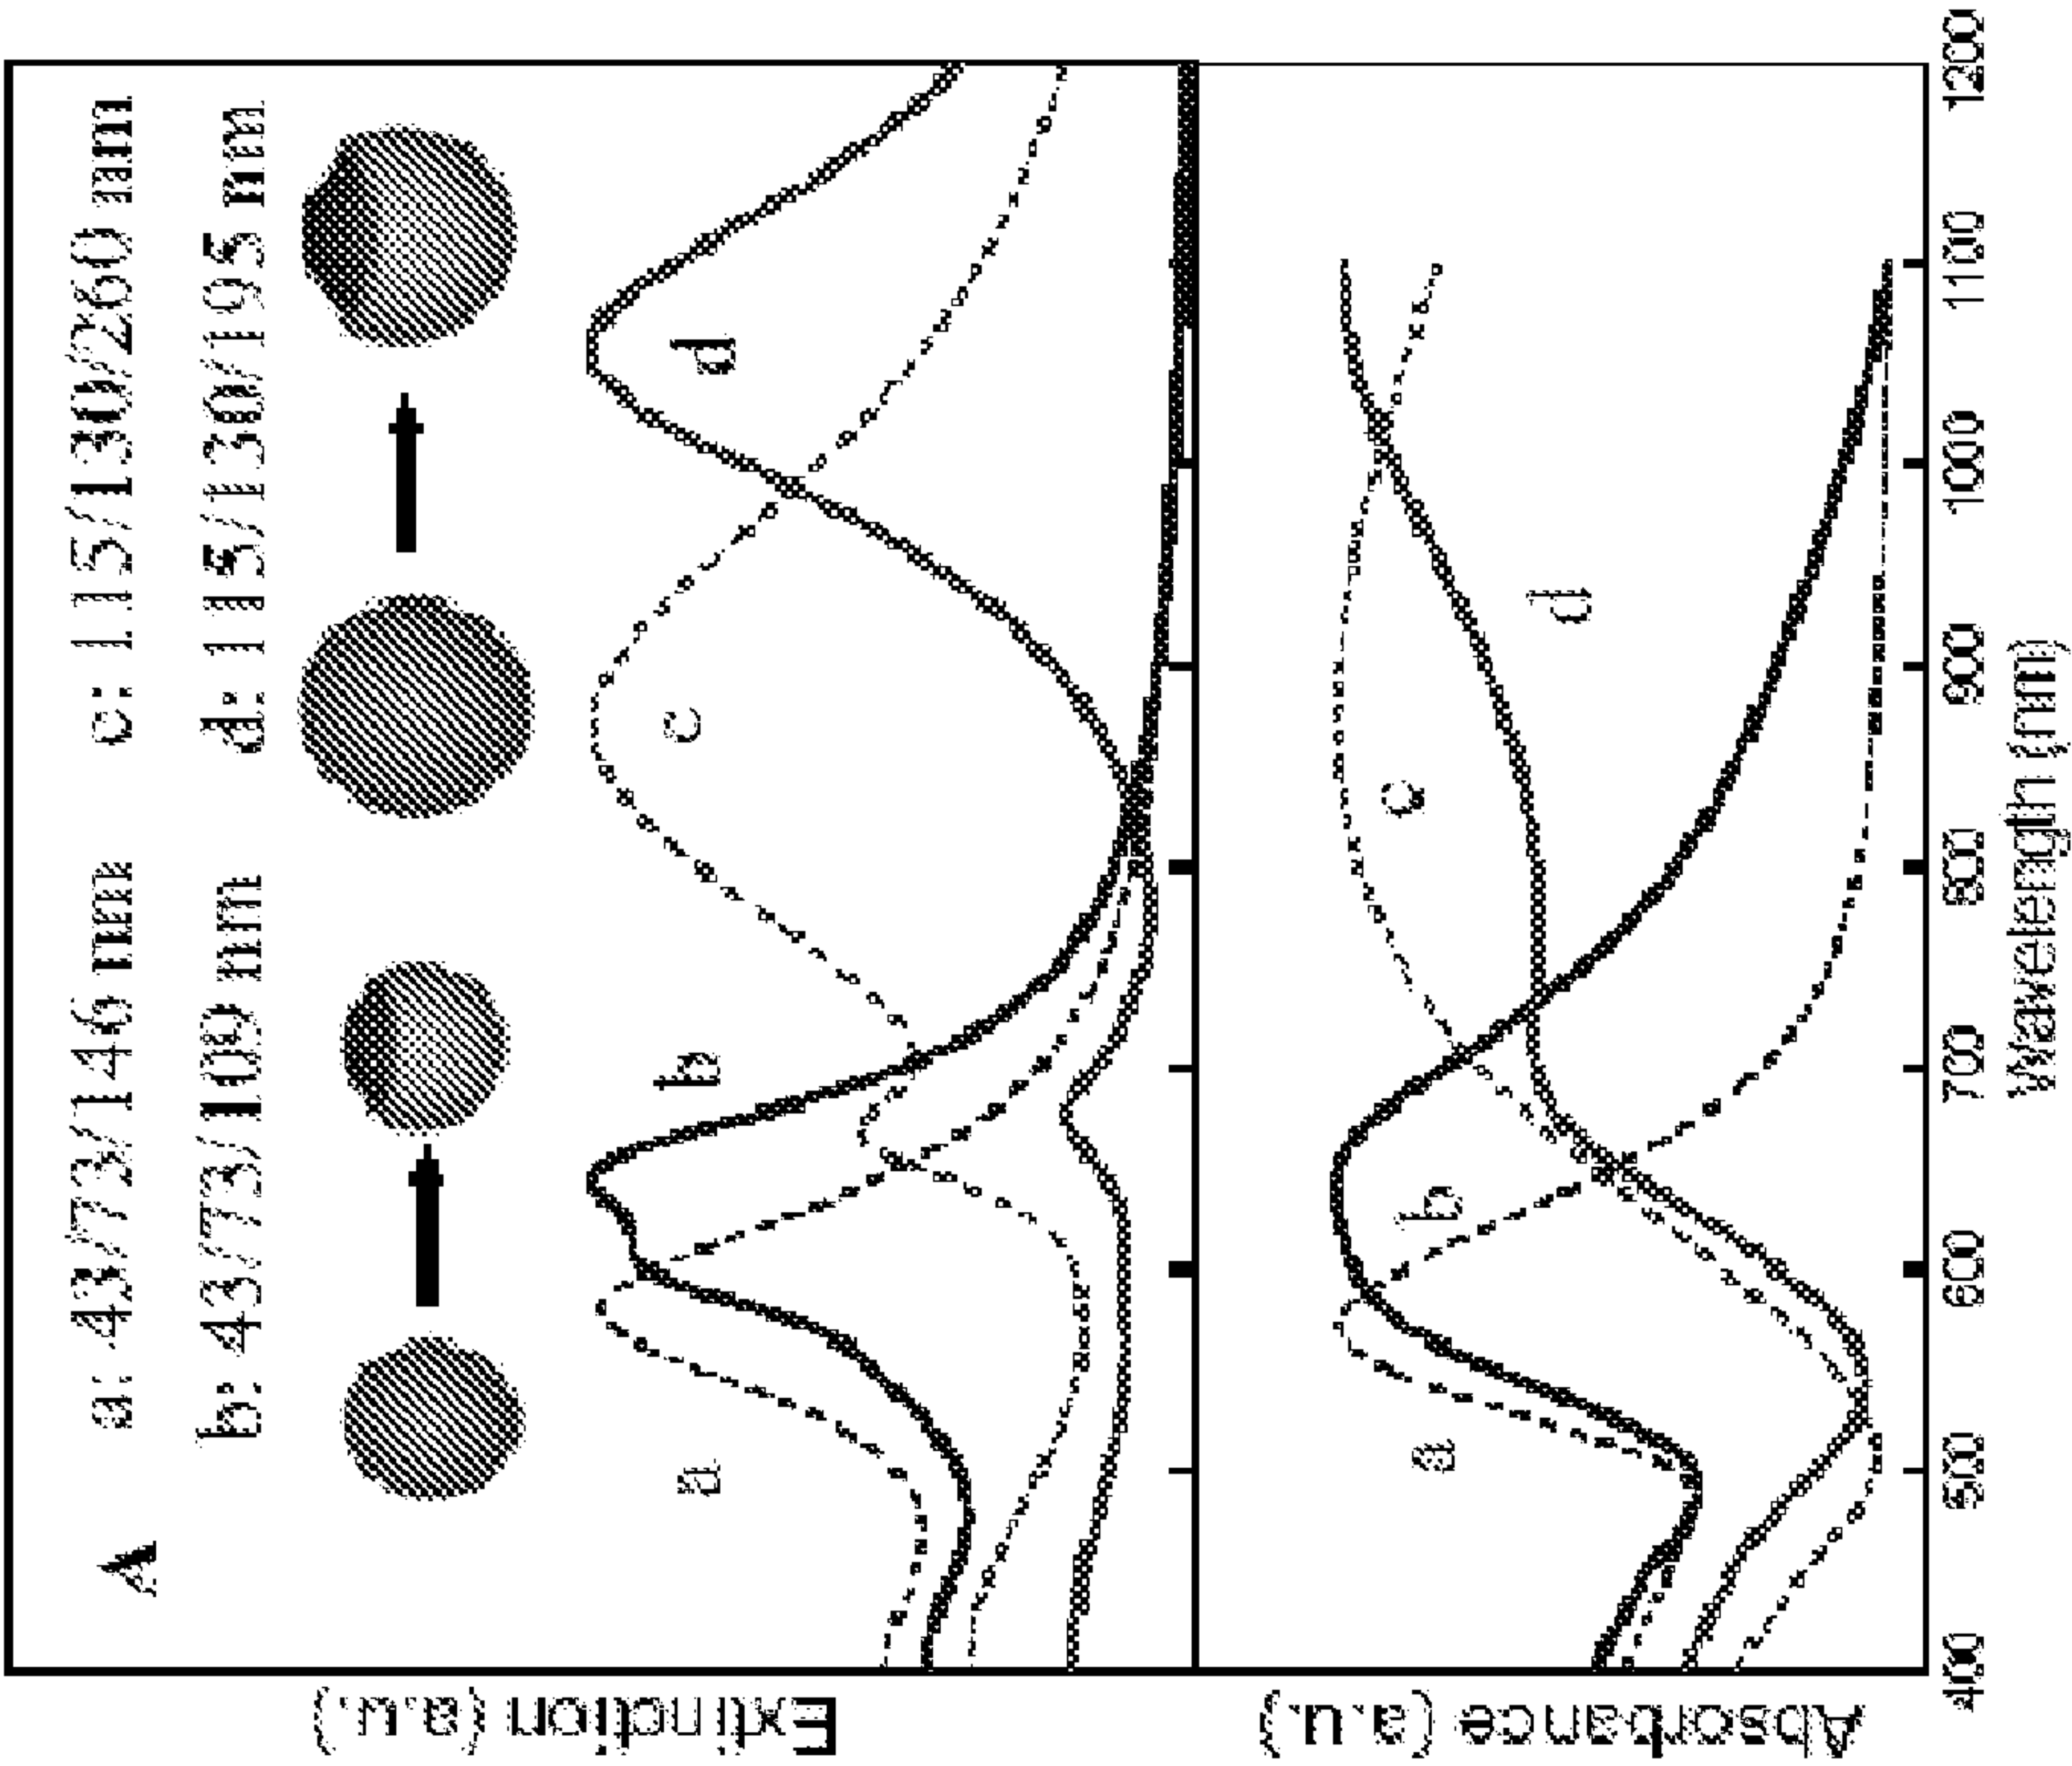 A
a: 43/73/146 nm
c: 115/130/260 nm
b: 43/73/109 nm
d: 115/130/195 nm
Extinction (a.u.)
a
b
c
d
Absorbance (a.u.)
a
b
c
d
400 500 600 700 800 900 1000 1100 1200
Wavelength (nm)